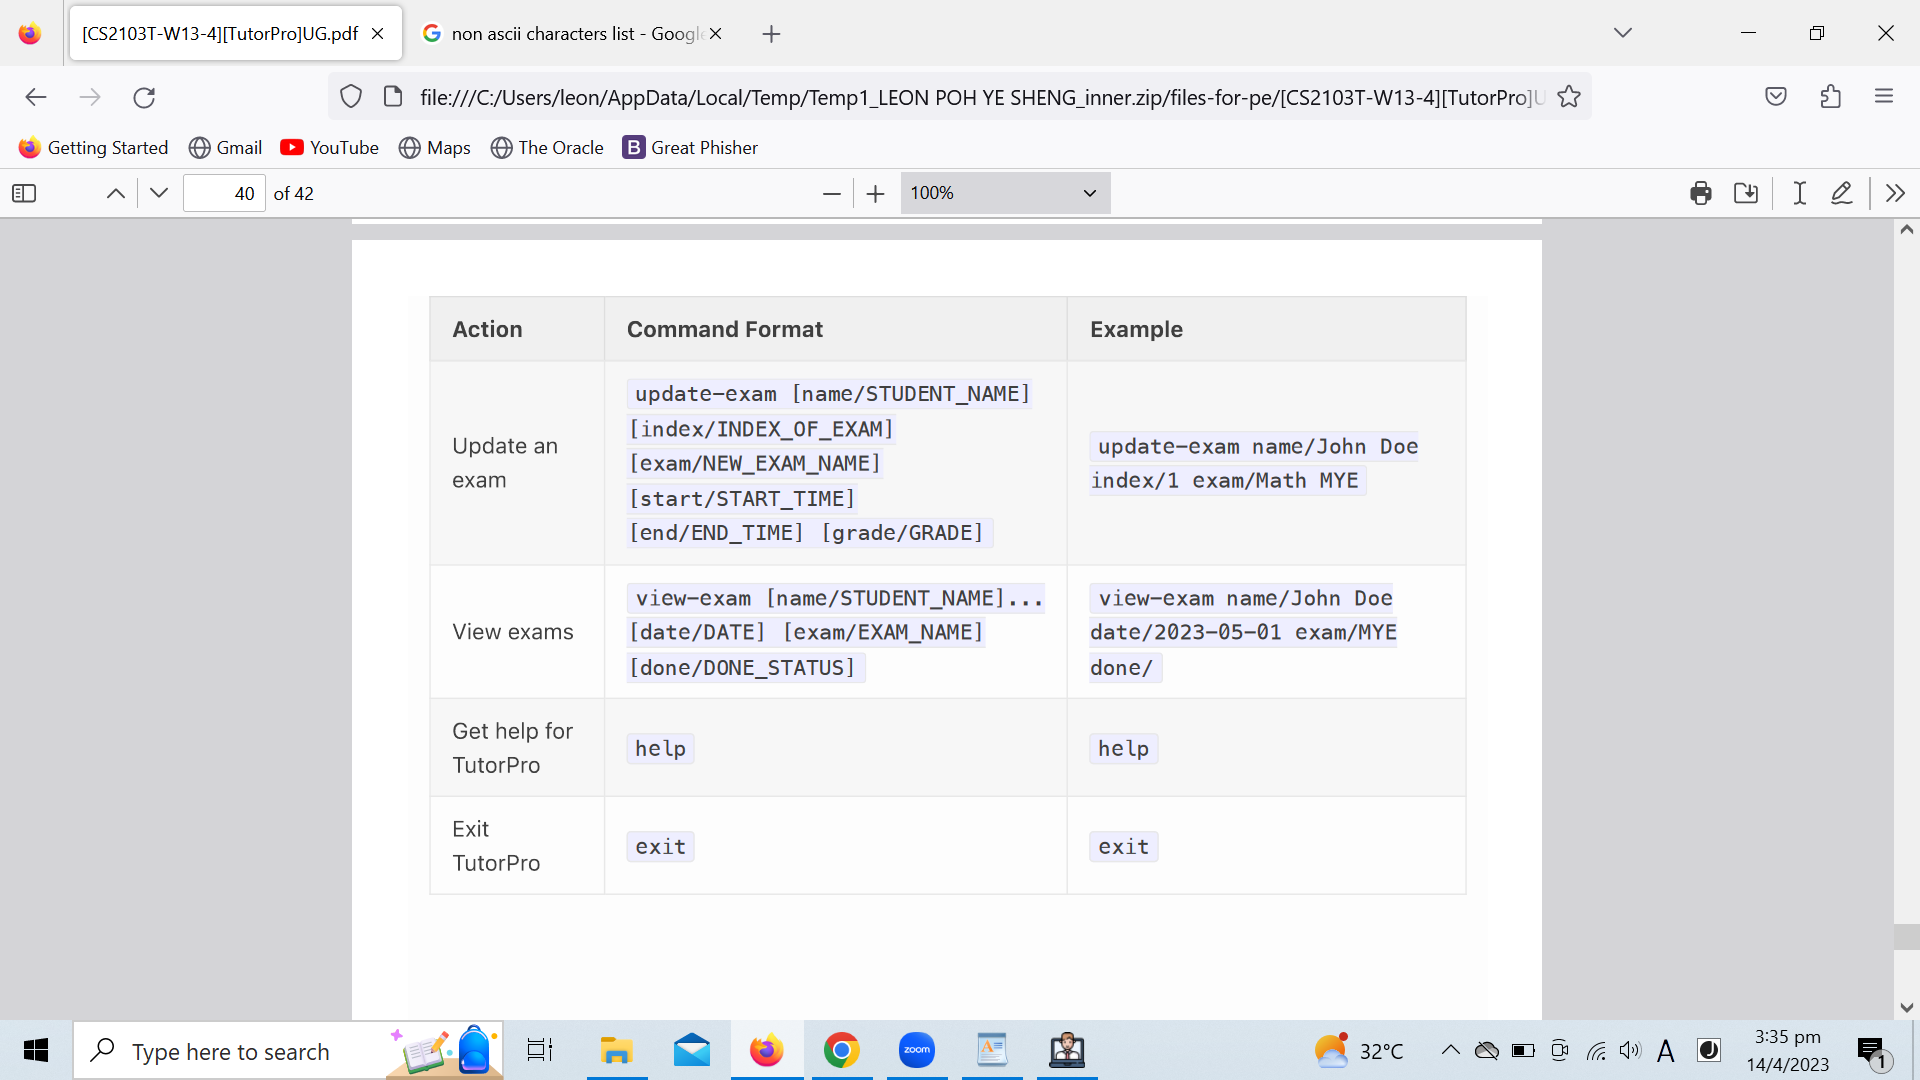 [CS2103T-W13-4][TutorPro]UG.pdf
non ascii characters list - Google
file:///C:/Users/leon/AppData/Local/Temp/Temp1_LEON POH YE SHENG_inner.zip/files-for-pe/[CS2103T-W13-4][TutorPro]U
Getting Started Gmail YouTube Maps The Oracle B Great Phisher
40 of 42 100%
Action Command Format Example
Update an
exam
update-exam [name/STUDENT_NAME]
[index/INDEX_OF_EXAM]
[exam/NEW_EXAM_NAME]
[start/START_TIME]
[end/END_TIME] [grade/GRADE]
update-exam name/John Doe
index/1 exam/Math MYE
View exams
view-exam [name/STUDENT_NAME]...
[date/DATE] [exam/EXAM_NAME]
[done/DONE_STATUS]
view-exam name/John Doe
date/2023-05-01 exam/MYE
done/
Get help for
TutorPro
help
help
Exit
TutorPro
exit
exit
Type here to search
zoom
32°C
A
3:35 pm
14/4/2023
1